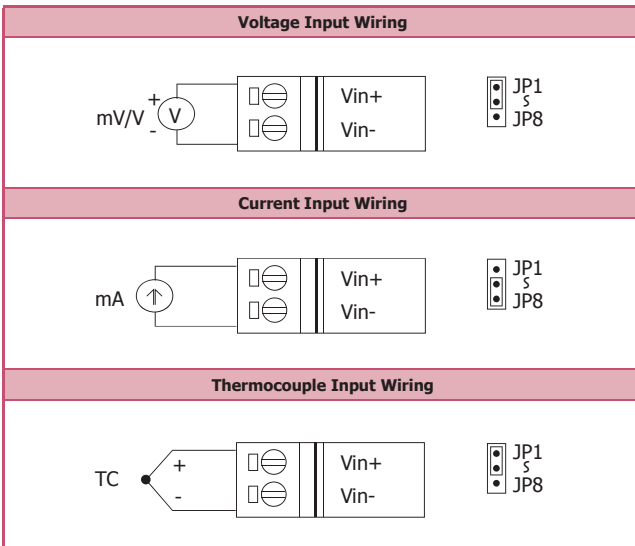 Voltage Input Wiring
mV/V
+
-
V
Vin+
Vin-
JP1
S
JP8
Current Input Wiring
mA
Vin+
Vin-
JP1
S
JP8
Thermocouple Input Wiring
TC
+
-
Vin+
Vin-
JP1
S
JP8